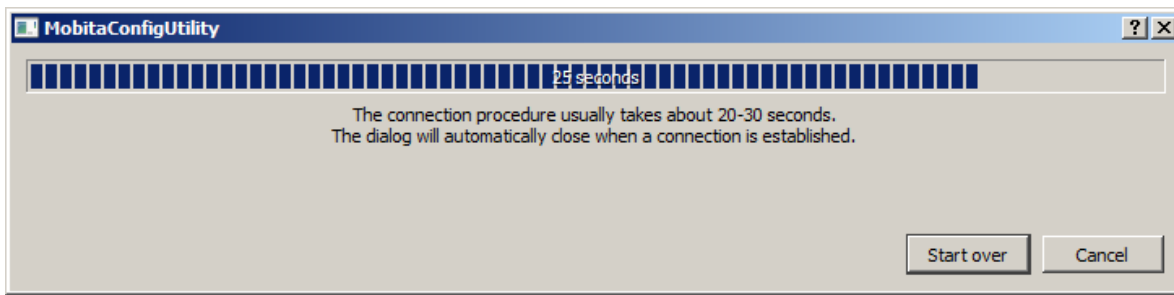 MobitaConfigUtility
25 seconds
The connection procedure usually takes about 20-30 seconds.
The dialog will automatically close when a connection is established.
Start over
Cancel